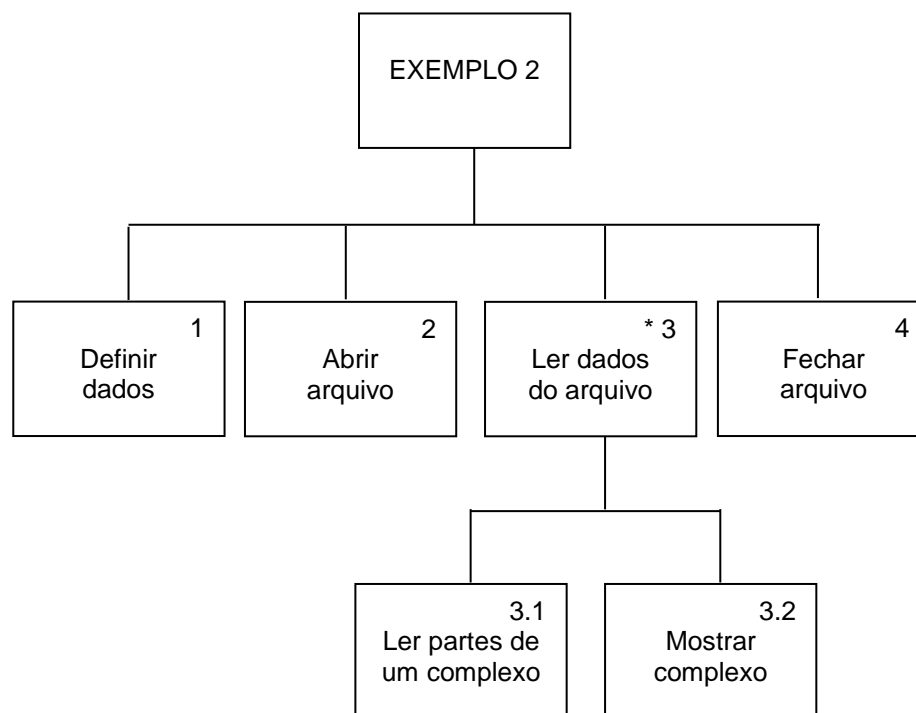 EXEMPLO 2
1
Definir
dados
2
Abrir
arquivo
* 3
Ler dados
do arquivo
4
Fechar
arquivo
3.1
Ler partes de
um complexo
3.2
Mostrar
complexo